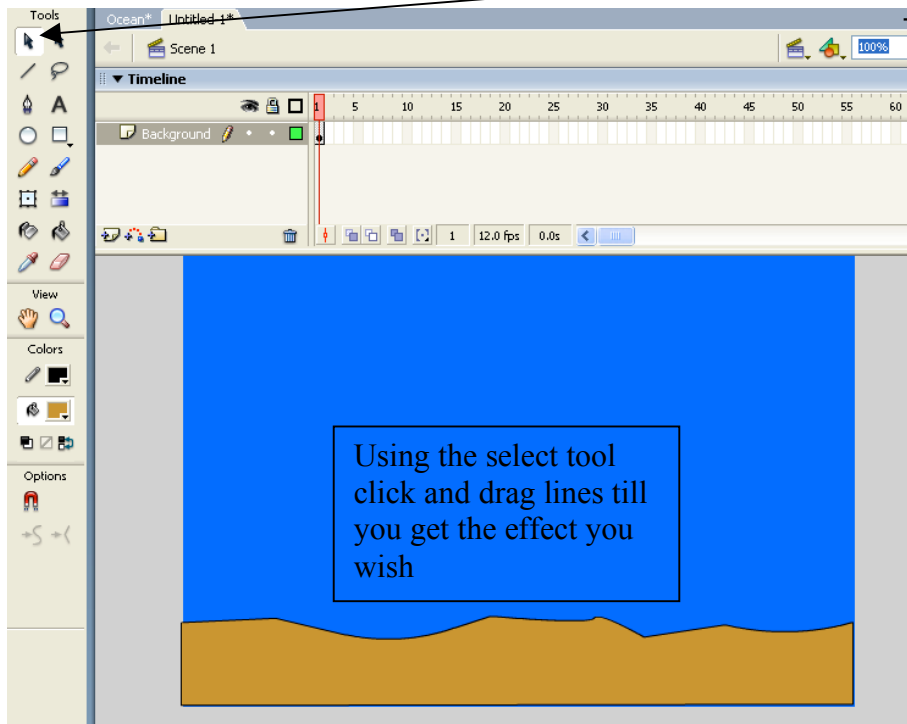 Tools
Ocean* Untitled-1*
Scene 1
100%
Timeline
1 5 10 15 20 25 30 35 40 45 50 55 60
Background
1 12.0 fps 0.0s
View
Colors
Options
Using the select tool
click and drag lines till
you get the effect you
wish